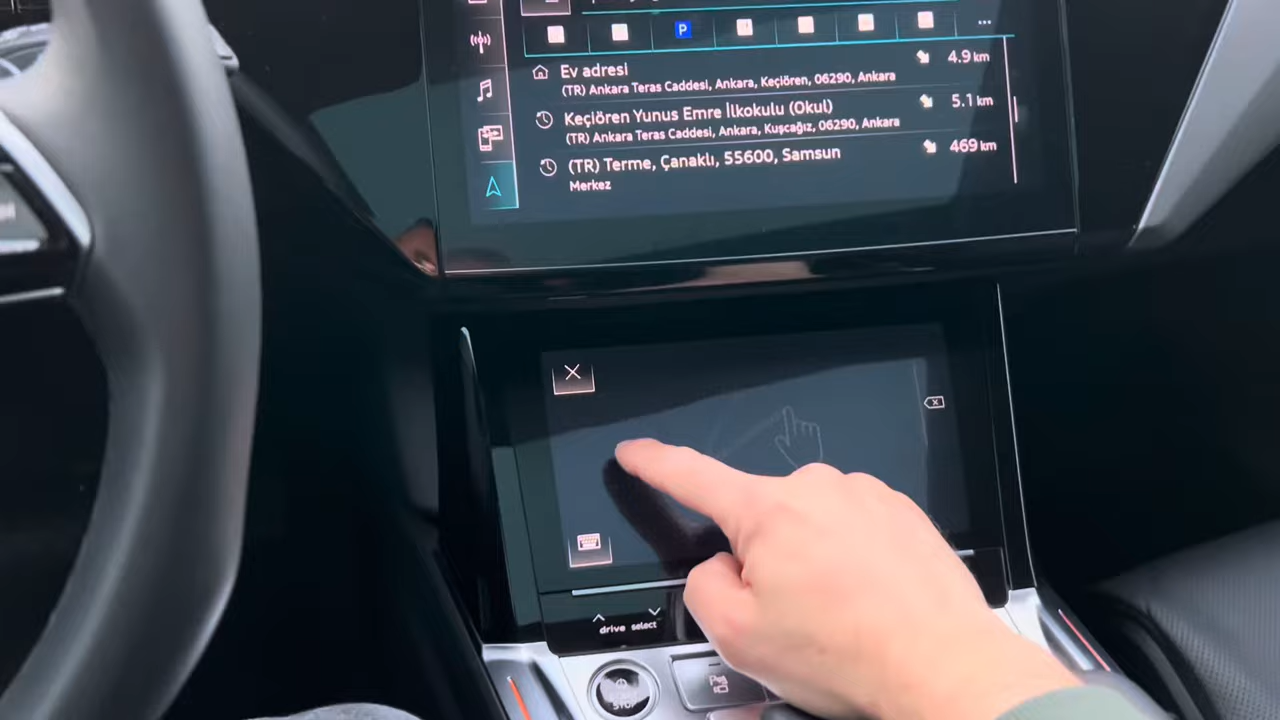 P
Ev adresi
4.9 km
(TR) Ankara Teras Caddesi, Ankara, Keçiören, 06290, Ankara
Keçiören Yunus Emre İlkokulu (Okul)
5.1 km
(TR) Ankara Teras Caddesi, Ankara, Kuşcağız, 06290, Ankara
(TR) Terme, Çanaklı, 55600, Samsun
469 km
Merkez
drive select
STOP